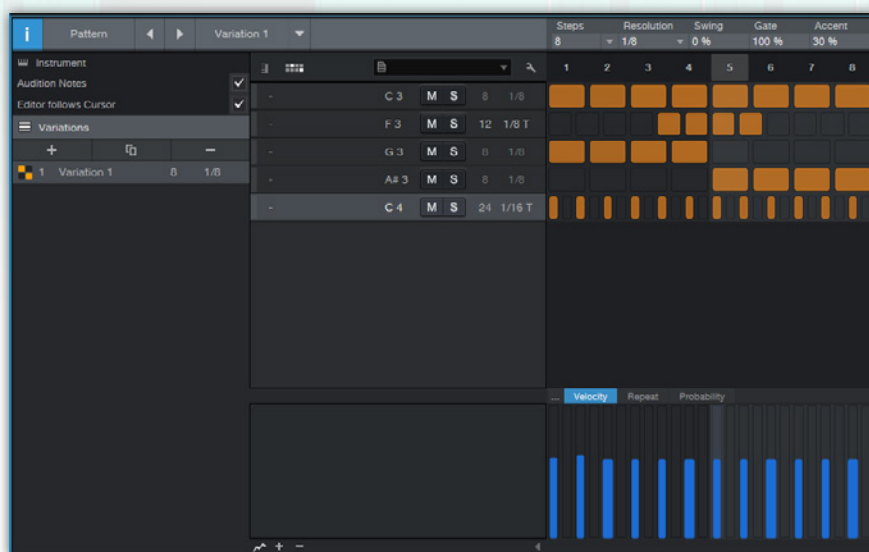 i Pattern Variation 1 Steps Resolution Swing Gate Accent
8 1/8 0 % 100 % 30 %
Instrument
Audition Notes
Editor follows Cursor
Variations
+ −
1 Variation 1 8 1/8
1 2 3 4 5 6 7 8
- C 3 M S 8 1/8
- F 3 M S 12 1/8 T
- G 3 M S 8 1/8
- A# 3 M S 8 1/8
- C 4 M S 24 1/16 T
... Velocity Repeat Probability
+ −